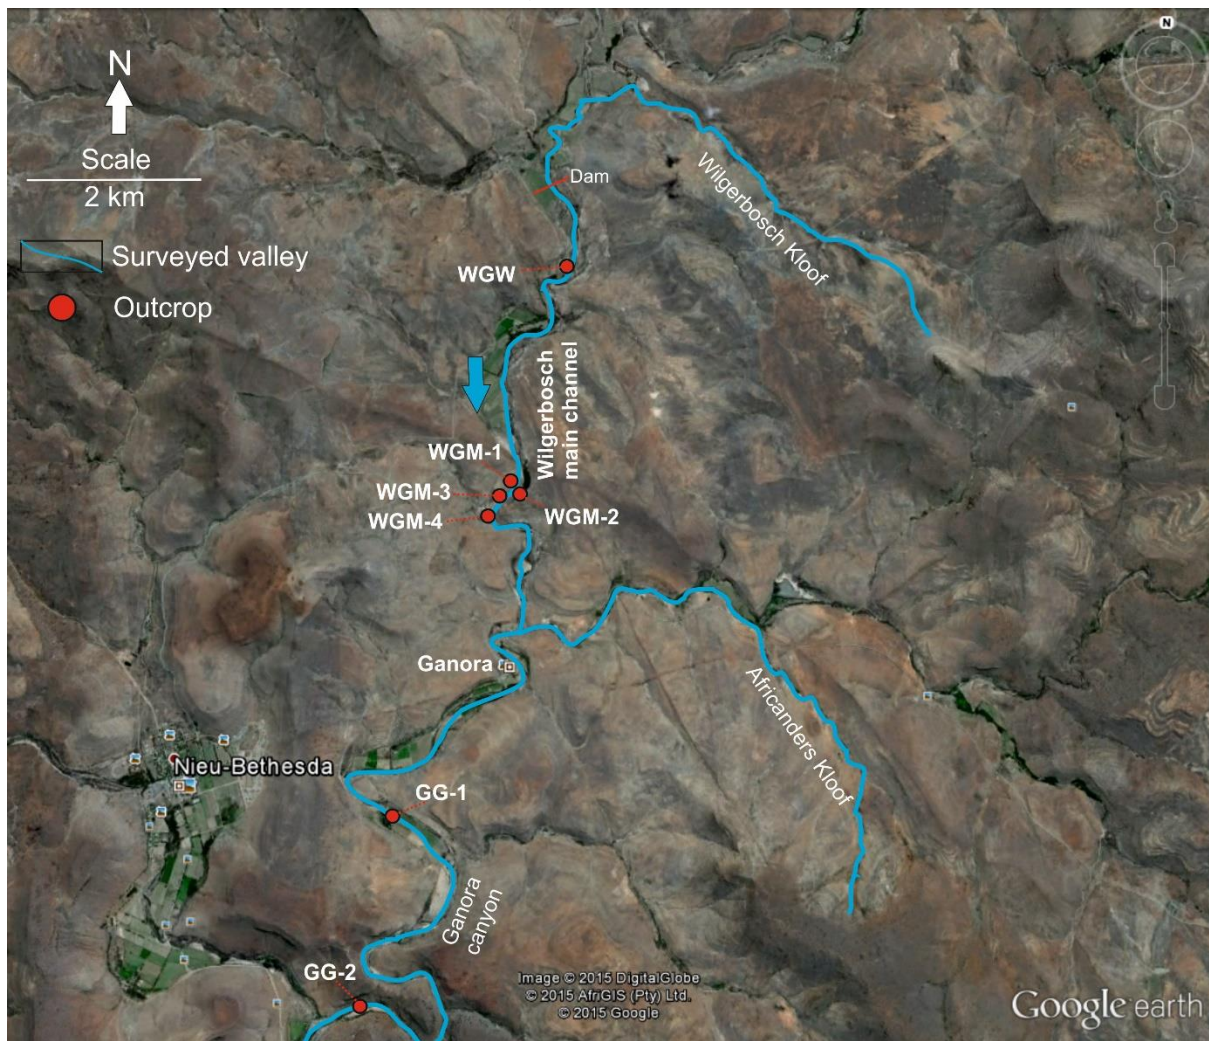 N
N
Scale
2 km
Surveyed valley
Outcrop
Dam
Wilgerbosch Kloof
WGW
Wilgerbosch
main channel
WGM-1
WGM-3
WGM-4
WGM-2
Ganora
Africanders Kloof
Nieu-Bethesda
GG-1
Ganora
canyon
GG-2
Image © 2015 DigitalGlobe
© 2015 AfriGIS (Pty) Ltd.
© 2015 Google
Google earth